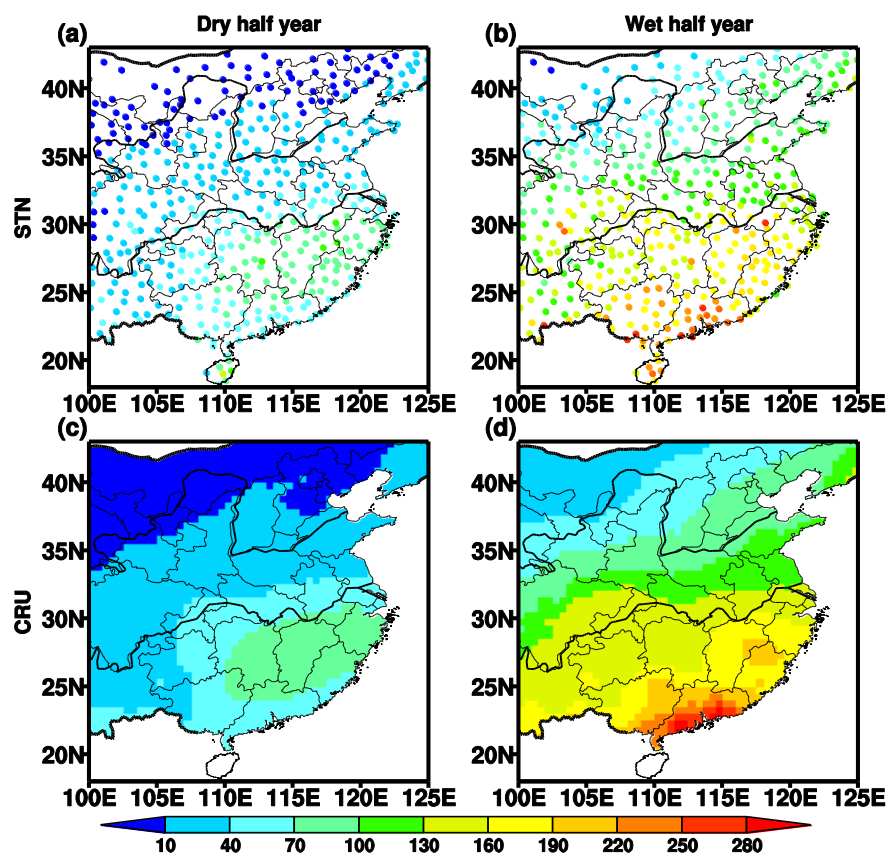 Dry half year
Wet half year
(a)
(b)
STN
40N
35N
30N
25N
20N
100E 105E 110E 115E 120E 125E
40N
35N
30N
25N
20N
100E 105E 110E 115E 120E 125E
(c)
(d)
CRU
40N
35N
30N
25N
20N
100E 105E 110E 115E 120E 125E
40N
35N
30N
25N
20N
100E 105E 110E 115E 120E 125E
10 40 70 100 130 160 190 220 250 280